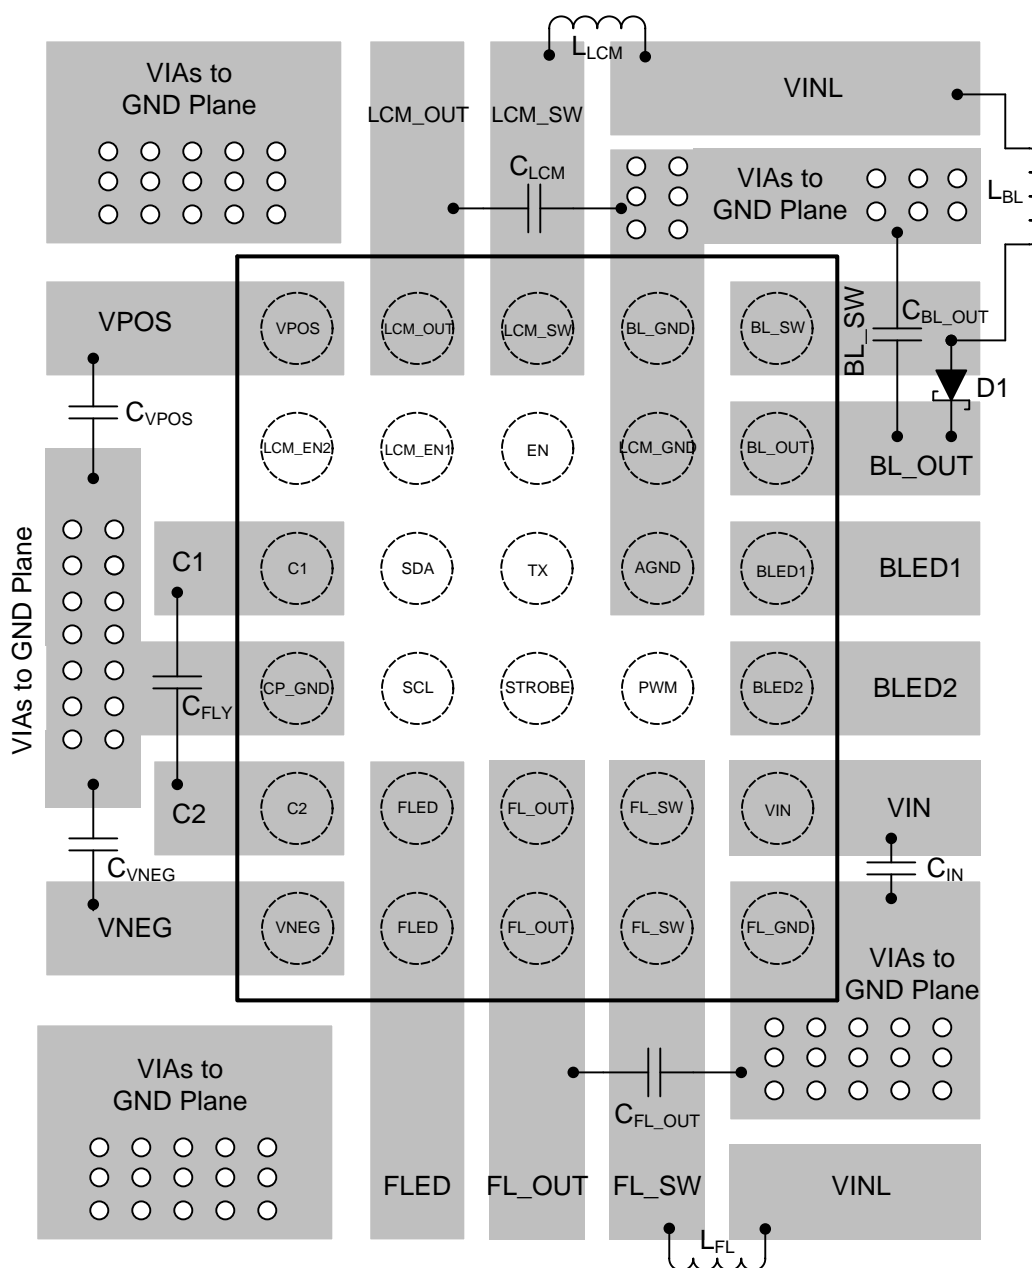 L_LCM
VIAs to
GND Plane
LCM_OUT
LCM_SW
VINL
C_LCM
VIAs to
GND Plane
L_BL
VPOS
VPOS
LCM_OUT
LCM_SW
BL_GND
BL_SW
BL_SW
C_BL_OUT
D1
C_VPOS
LCM_EN2
LCM_EN1
EN
LCM_GND
BL_OUT
BL_OUT
VIAs to GND Plane
C1
C1
SDA
TX
AGND
BLED1
BLED1
C_FLY
CP_GND
SCL
STROBE
PWM
BLED2
BLED2
C2
C2
FLED
FL_OUT
FL_SW
VIN
VIN
C_VNEG
C_IN
VNEG
VNEG
FLED
FL_OUT
FL_SW
FL_GND
VIAs to
GND Plane
VIAs to
GND Plane
C_FL_OUT
FLED
FL_OUT
FL_SW
VINL
L_FL